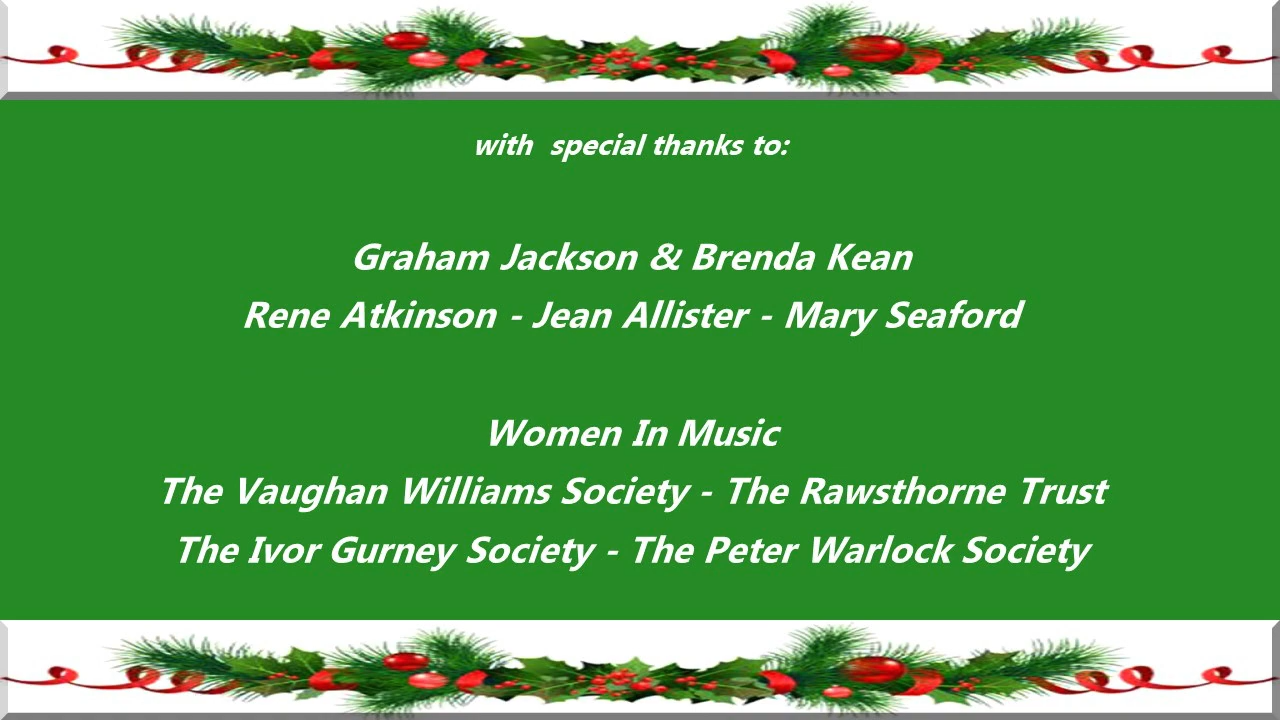 with special thanks to:
Graham Jackson & Brenda Kean
Rene Atkinson - Jean Allister - Mary Seaford
Women In Music
The Vaughan Williams Society - The Rawsthorne Trust
The Ivor Gurney Society - The Peter Warlock Society